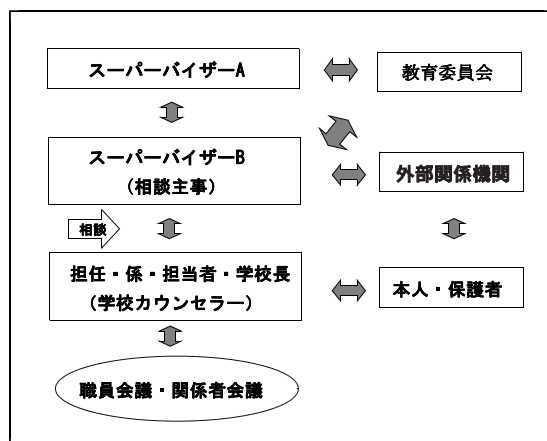 スーパーバイザーA
教育委員会
スーパーバイザーB
(相談主事)
外部関係機関
相談
担任・係・担当者・学校長
(学校カウンセラー)
本人・保護者
職員会議・関係者会議